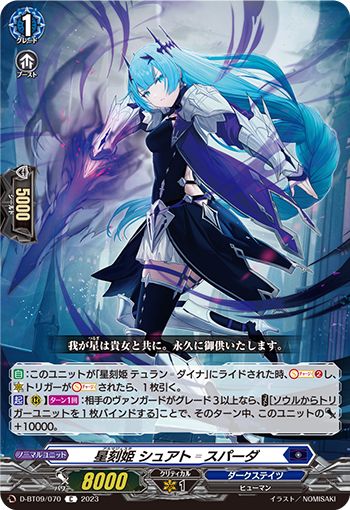 1
グレード
ブースト
5000
シールド
我が星は貴女と共に。永久に御供いたします。
つるぎ
自:このユニットが「星刻姫 テュラン゠ダイナ」にライドされた時、CC2し、
トリガーがCCされたら、1枚引く。
起【R】ターン1回:相手のヴァンガードがグレード3以上なら、【ソウルからトリ
ガーユニットを1枚バインドする】ことで、そのターン中、このユニットの
+10000。
ノーマルユニット
星刻姫 シュアト゠スパーダ
パワー
8000
クリティカル
1
ダークステイツ
ヒューマン
D-BT09/070 C 2023
イラスト/NOMISAKI